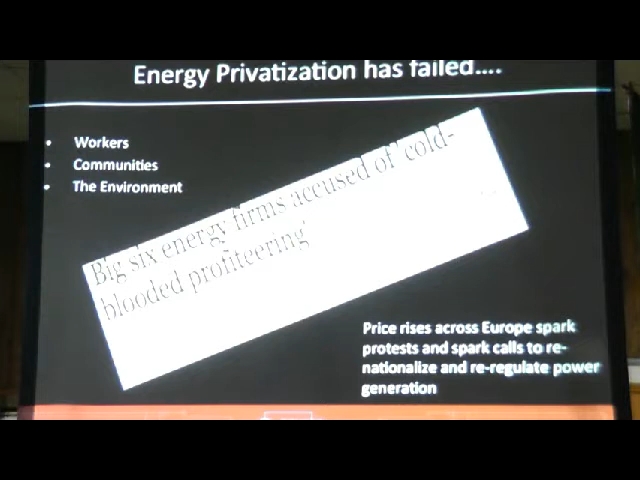 Energy Privatization has failed....
• Workers
• Communities
• The Environment
Big six energy firms accused of 'cold-
blooded profiteering'
Price rises across Europe spark
protests and spark calls to re-
nationalize and re-regulate power
generation